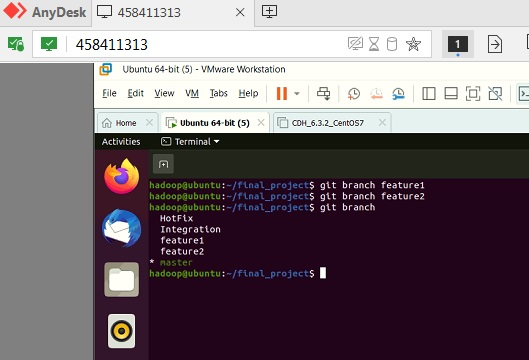 AnyDesk
458411313
458411313
1
Ubuntu 64-bit (5) - VMware Workstation
File Edit View VM Tabs Help
Home
Ubuntu 64-bit (5)
CDH_6.3.2_CentOS7
Activities
Terminal
hadoop@ubuntu:~/final_project$ git branch feature1
hadoop@ubuntu:~/final_project$ git branch feature2
hadoop@ubuntu:~/final_project$ git branch
HotFix
Integration
feature1
feature2
* master
hadoop@ubuntu:~/final_project$